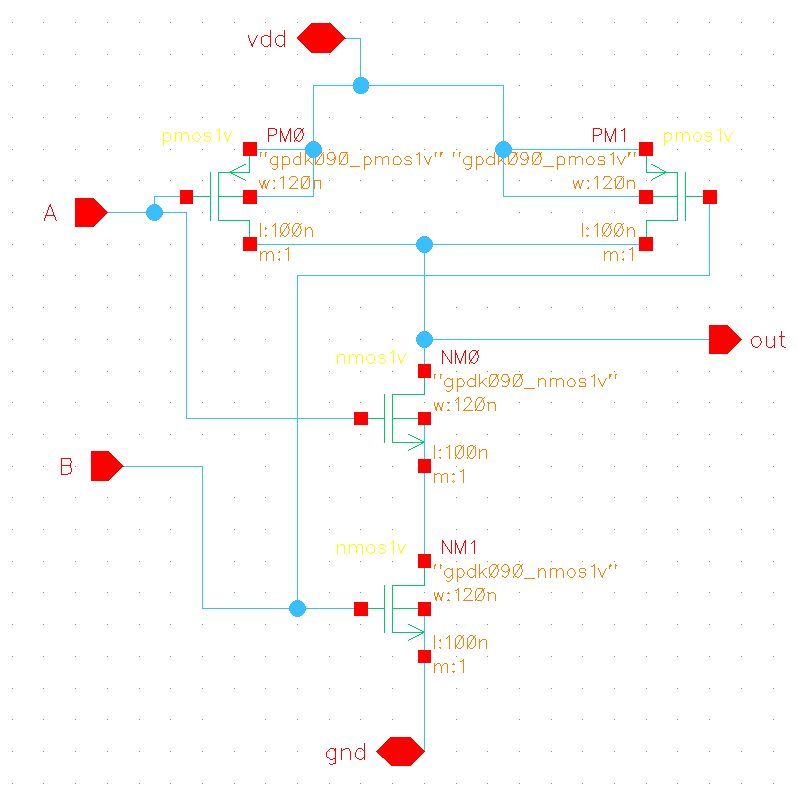 vdd
pmos1v PM0 PM1 pmos1v
"gpdk090_pmos1v" "gpdk090_pmos1v"
w:120n w:120n
A
l:100n l:100n
m:1 m:1
out
nmos1v NM0
"gpdk090_nmos1v"
w:120n
l:100n
B
m:1
nmos1v NM1
"gpdk090_nmos1v"
w:120n
l:100n
m:1
gnd